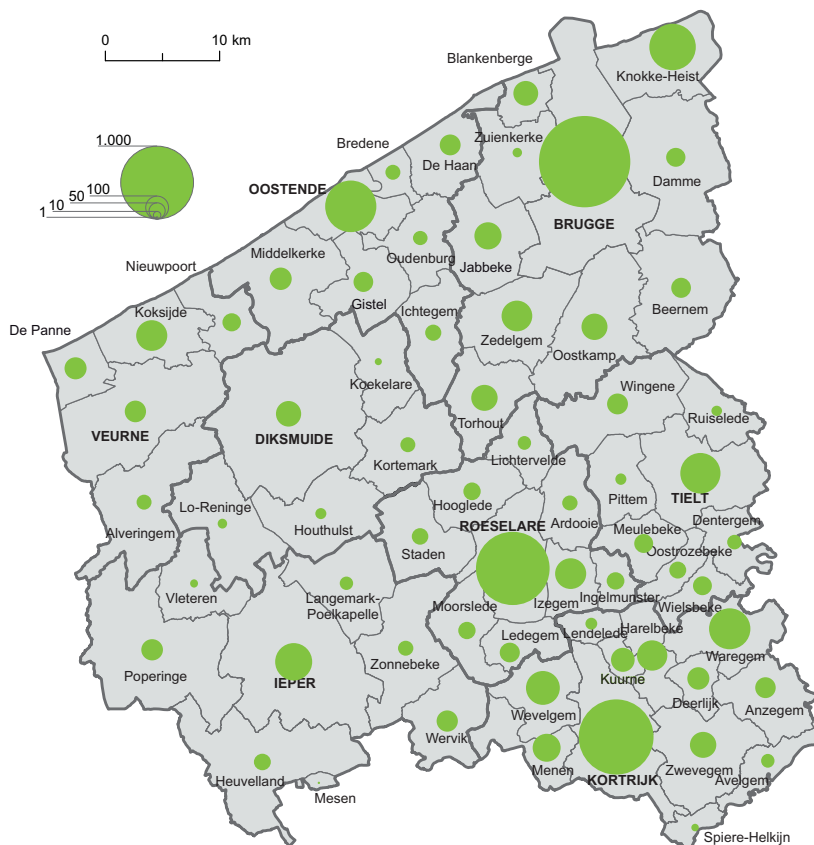 0 10 km
Blankenberge
Knokke-Heist
1.000
Bredene
Zuienkerke
De Haan
Damme
100
50
10
1
OOSTENDE
BRUGGE
Middelkerke
Oudenburg
Jabbeke
Nieuwpoort
Gistel
Beernem
Koksijde
Ichtegem
De Panne
Zedelgem
Oostkamp
Koekelare
Wingene
VEURNE
DIKSMUIDE
Torhout
Ruiselede
Kortemark
Lichtervelde
Pittem
TIELT
Lo-Reninge
Hooglede
Alveringem
Houthulst
ROESELARE
Ardooie
Dentergem
Meulebeke
Staden
Oostrozebeke
Vleteren
Langemark-
Poelkapelle
Izegem
Ingelmunster
Wielsbeke
Moorslede
Ledegem
Lendelede
Harelbeke
Waregem
Poperinge
IEPER
Zonnebeke
Kuurne
Deerlijk
Anzegem
Wevelgem
Wervik
Heuvelland
Menen
KORTRIJK
Zwevegem
Avelgem
Mesen
Spiere-Helkijn